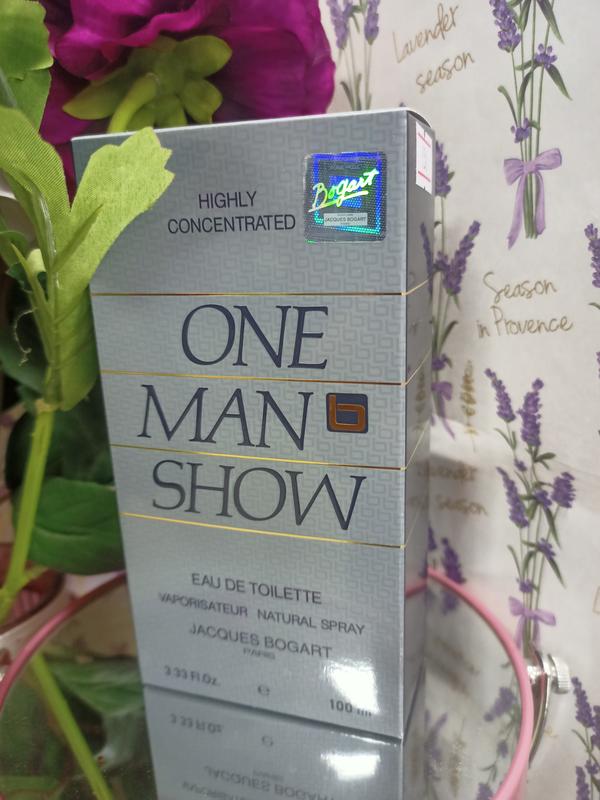 HIGHLY
CONCENTRATED
Bogart
JACQUES BOGART
ONE
MAN b
SHOW
EAU DE TOILETTE
VAPORISATEUR NATURAL SPRAY
JACQUES BOGART
PARIS
3.33 Fl.Oz. e 100 ml
Lavender
season
Season
in Provence